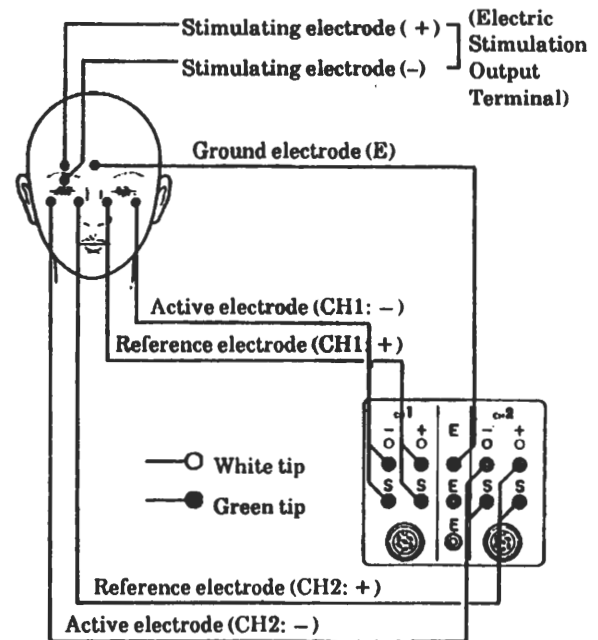 Stimulating electrode (+)
Stimulating electrode (−)
(Electric
Stimulation
Output
Terminal)
Ground electrode (E)
Active electrode (CH1: −)
Reference electrode (CH1: +)
− + E − +
S S E S S
E
White tip
Green tip
Reference electrode (CH2: +)
Active electrode (CH2: −)